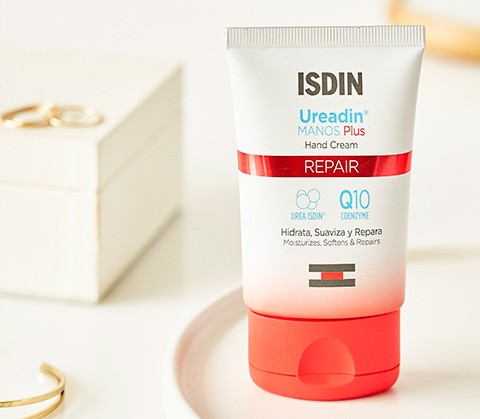 ISDIN
Ureadin®
MANOS Plus
Hand Cream
REPAIR
UREA ISDIN®
Q10
COENZYME
Hidrata, Suaviza y Repara
Moisturizes, Softens & Repairs